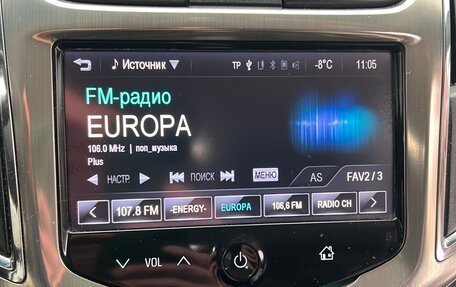 ♪ Источник ▼ TP -8°C 11:05
FM-радио
EUROPA
106.0 MHz | поп_музыка
Plus
◀ НАСТР. ▶ ⏮ ПОИСК ⏭ МЕНЮ AS FAV2 / 3
< 107.8 FM -ENERGY- EUROPA 106,6 FM RADIO CH >
VOL